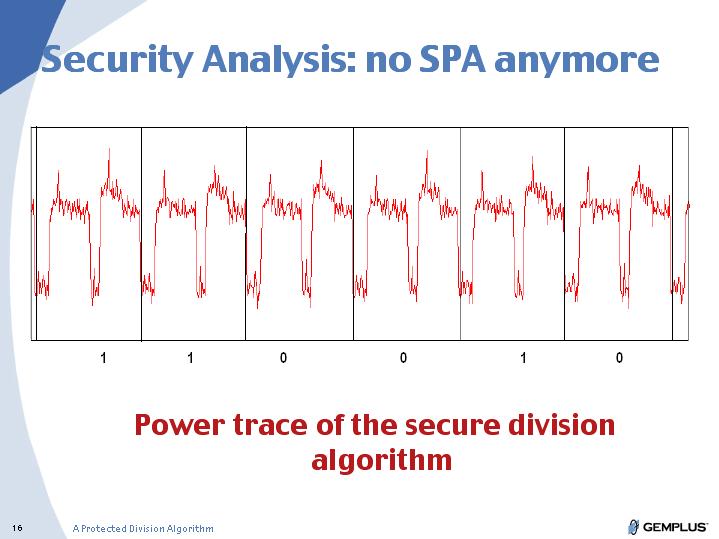 Security Analysis: no SPA anymore
1 1 0 0 1 0
Power trace of the secure division
algorithm
16 A Protected Division Algorithm GEMPLUS